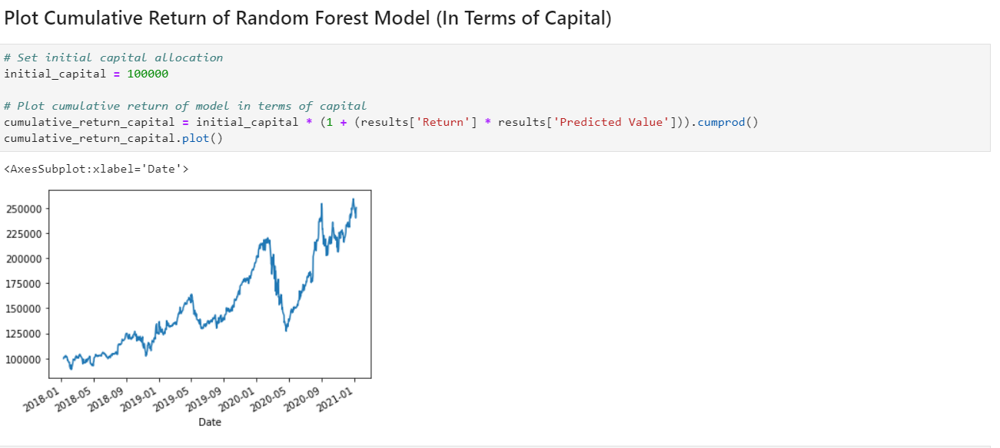 Plot Cumulative Return of Random Forest Model (In Terms of Capital)
# Set initial capital allocation
initial_capital = 100000
# Plot cumulative return of model in terms of capital
cumulative_return_capital = initial_capital * (1 + (results['Return'] * results['Predicted Value'])).cumprod()
cumulative_return_capital.plot()
<AxesSubplot:xlabel='Date'>
250000
225000
200000
175000
150000
125000
100000
2018-01 2018-05 2018-09 2019-01 2019-05 2019-09 2020-01 2020-05 2020-09 2021-01
Date